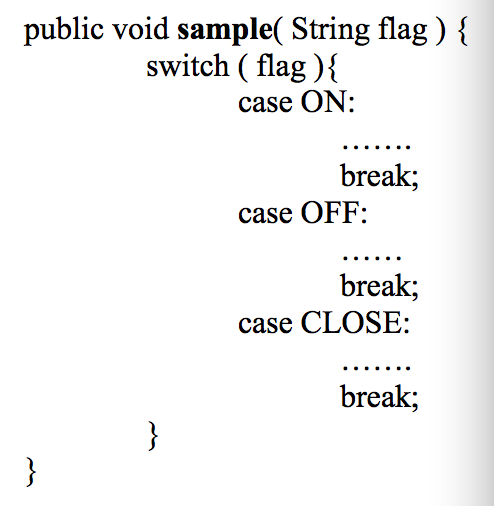 public void sample( String flag ) {
switch ( flag ){
case ON:
.......
break;
case OFF:
......
break;
case CLOSE:
.......
break;
}
}